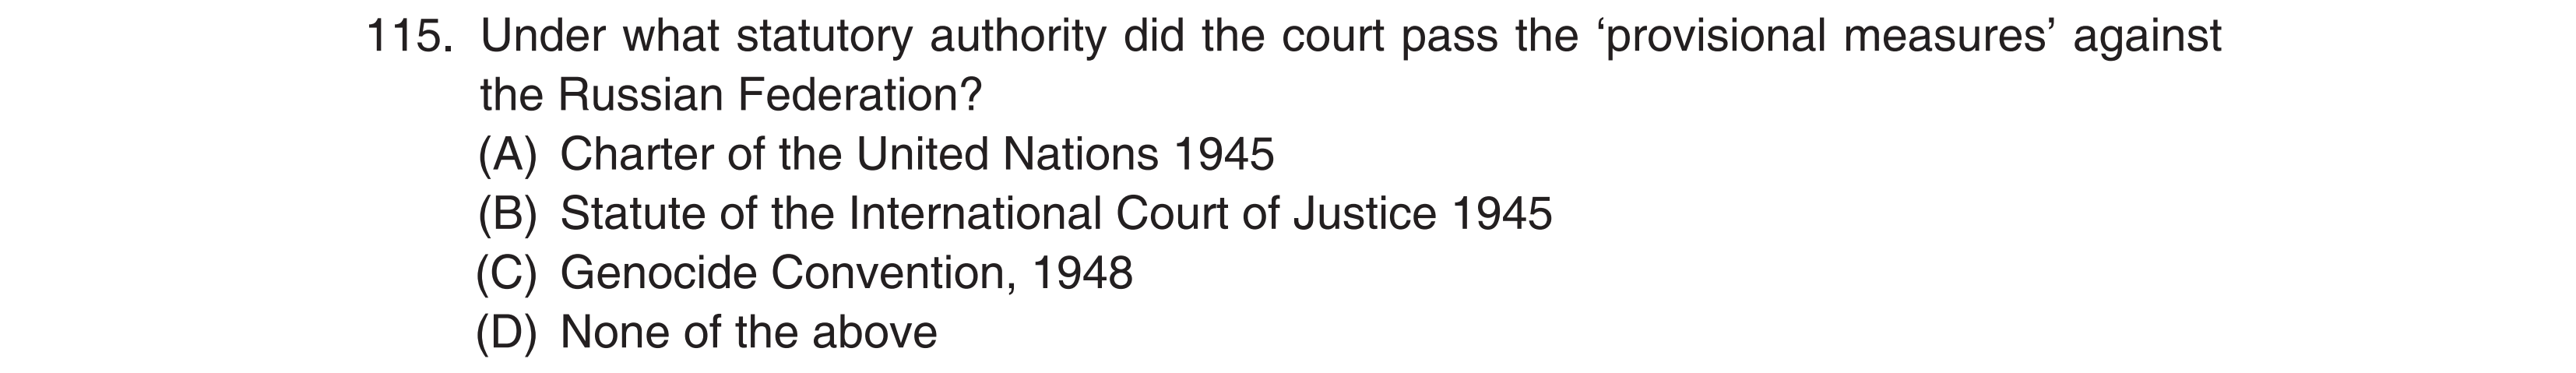 115. Under what statutory authority did the court pass the ‘provisional measures’ against
the Russian Federation?
(A) Charter of the United Nations 1945
(B) Statute of the International Court of Justice 1945
(C) Genocide Convention, 1948
(D) None of the above